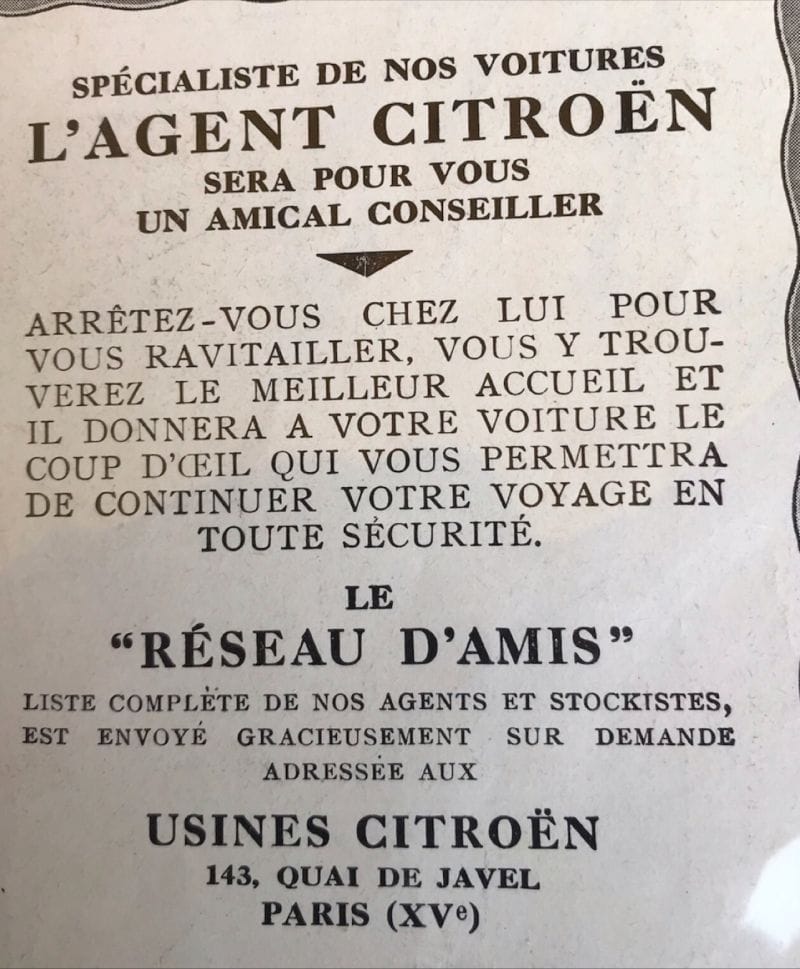 SPÉCIALISTE DE NOS VOITURES
L'AGENT CITROËN
SERA POUR VOUS
UN AMICAL CONSEILLER
ARRÊTEZ-VOUS CHEZ LUI POUR
VOUS RAVITAILLER, VOUS Y TROU-
VEREZ LE MEILLEUR ACCUEIL ET
IL DONNERA A VOTRE VOITURE LE
COUP D'ŒIL QUI VOUS PERMETTRA
DE CONTINUER VOTRE VOYAGE EN
TOUTE SÉCURITÉ.
LE
"RÉSEAU D'AMIS"
LISTE COMPLÈTE DE NOS AGENTS ET STOCKISTES,
EST ENVOYÉ GRACIEUSEMENT SUR DEMANDE
ADRESSÉE AUX
USINES CITROËN
143, QUAI DE JAVEL
PARIS (XVe)